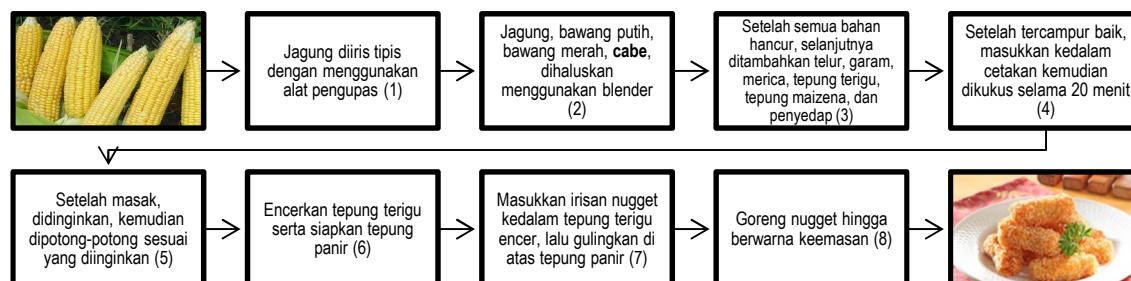 Jagung diiris tipis
dengan menggunakan
alat pengupas (1)
Jagung, bawang putih,
bawang merah, cabe,
dihaluskan
menggunakan blender
(2)
Setelah semua bahan
hancur, selanjutnya
ditambahkan telur, garam,
merica, tepung terigu,
tepung maizena, dan
penyedap (3)
Setelah tercampur baik,
masukkan kedalam
cetakan kemudian
dikukus selama 20 menit
(4)
Setelah masak,
didinginkan, kemudian
dipotong-potong sesuai
yang diinginkan (5)
Encerkan tepung terigu
serta siapkan tepung
panir (6)
Masukkan irisan nugget
kedalam tepung terigu
encer, lalu gulingkan di
atas tepung panir (7)
Goreng nugget hingga
berwarna keemasan (8)